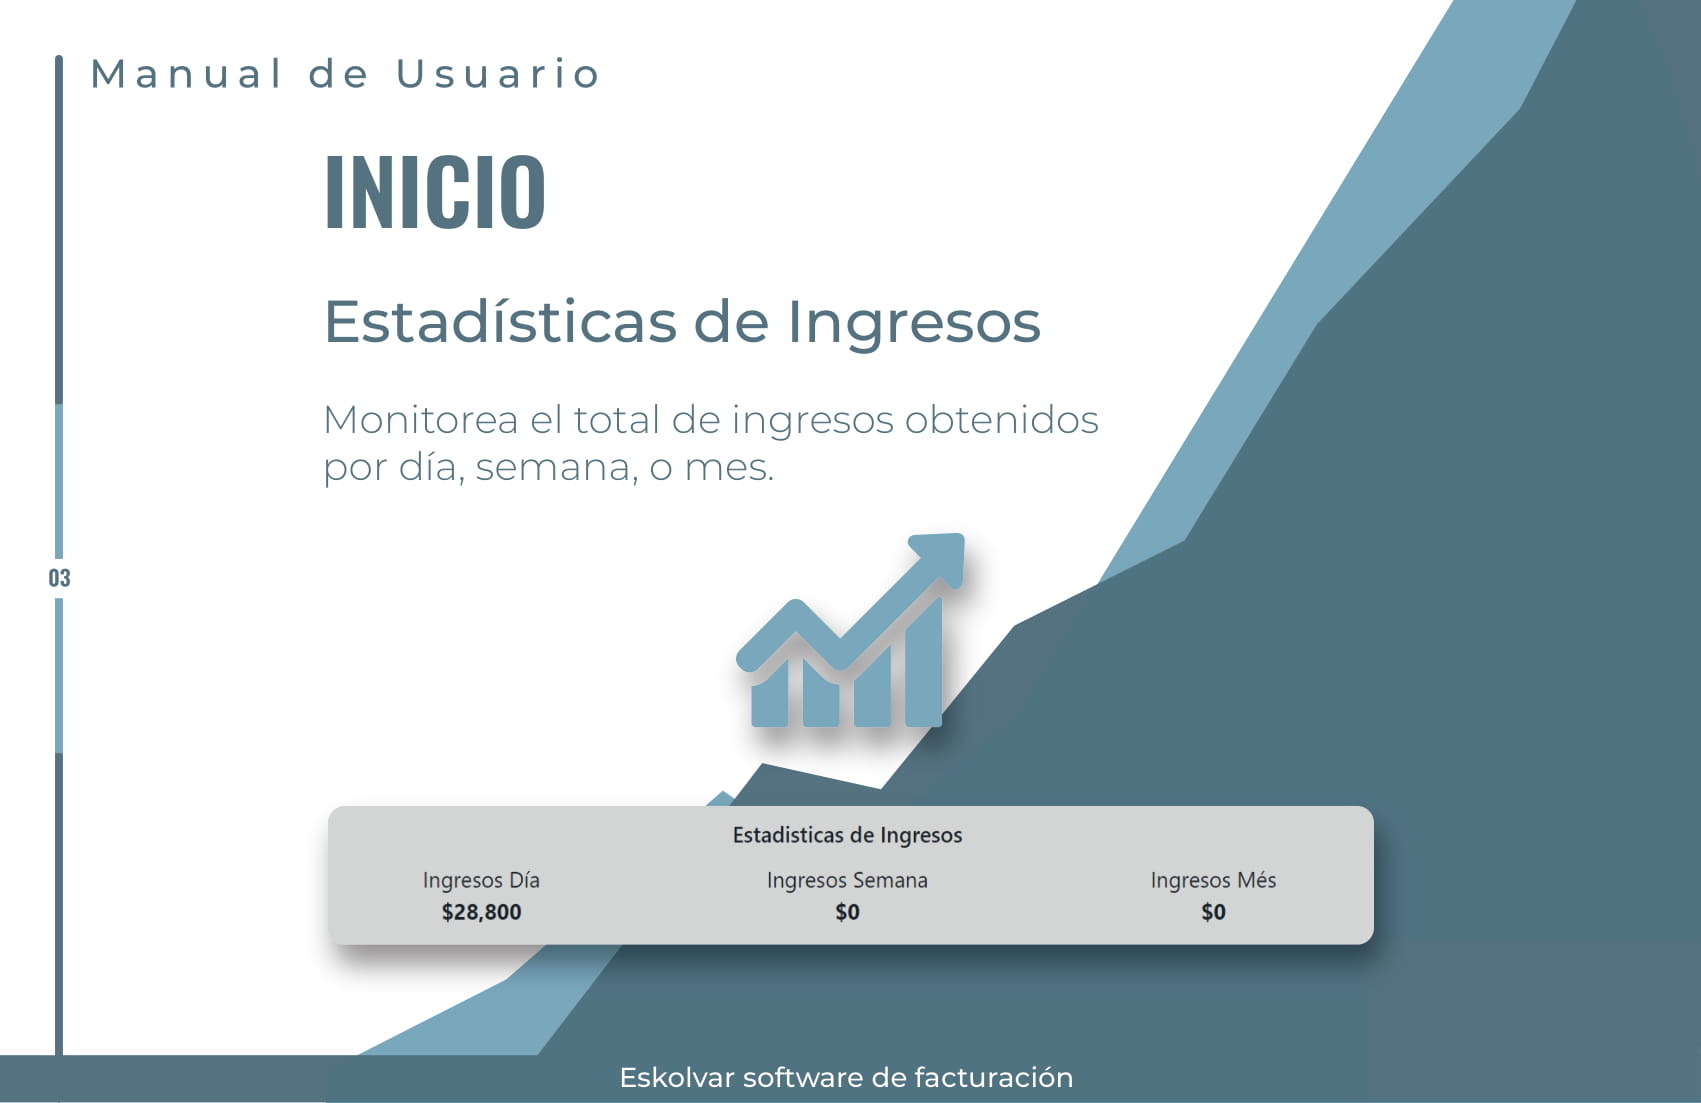 Manual de Usuario
INICIO
Estadísticas de Ingresos
Monitorea el total de ingresos obtenidos
por día, semana, o mes.
03
Estadisticas de Ingresos
Ingresos Día
$28,800
Ingresos Semana
$0
Ingresos Més
$0
Eskolvar software de facturación